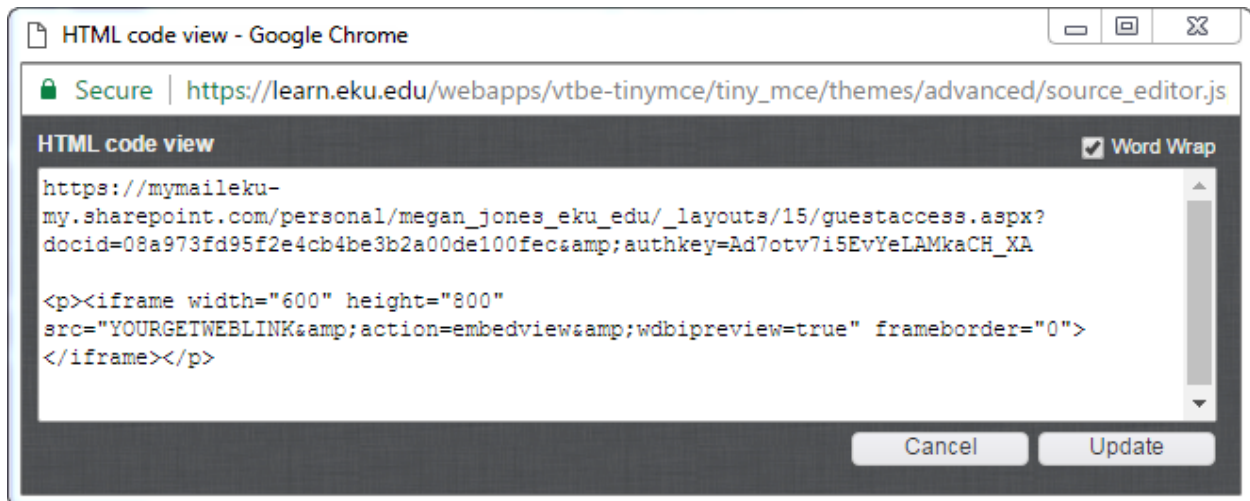 HTML code view - Google Chrome
Secure | https://learn.eku.edu/webapps/vtbe-tinymce/tiny_mce/themes/advanced/source_editor.js
HTML code view
Word Wrap
https://mymaileku-
my.sharepoint.com/personal/megan_jones_eku_edu/_layouts/15/guestaccess.aspx?
docid=08a973fd95f2e4cb4be3b2a00de100fec&amp;authkey=Ad7otv7i5EvYeLAMkaCH_XA
<p><iframe width="600" height="800"
src="YOURGETWEBLINK&amp;action=embedview&amp;wdbipreview=true" frameborder="0">
</iframe></p>
Cancel
Update